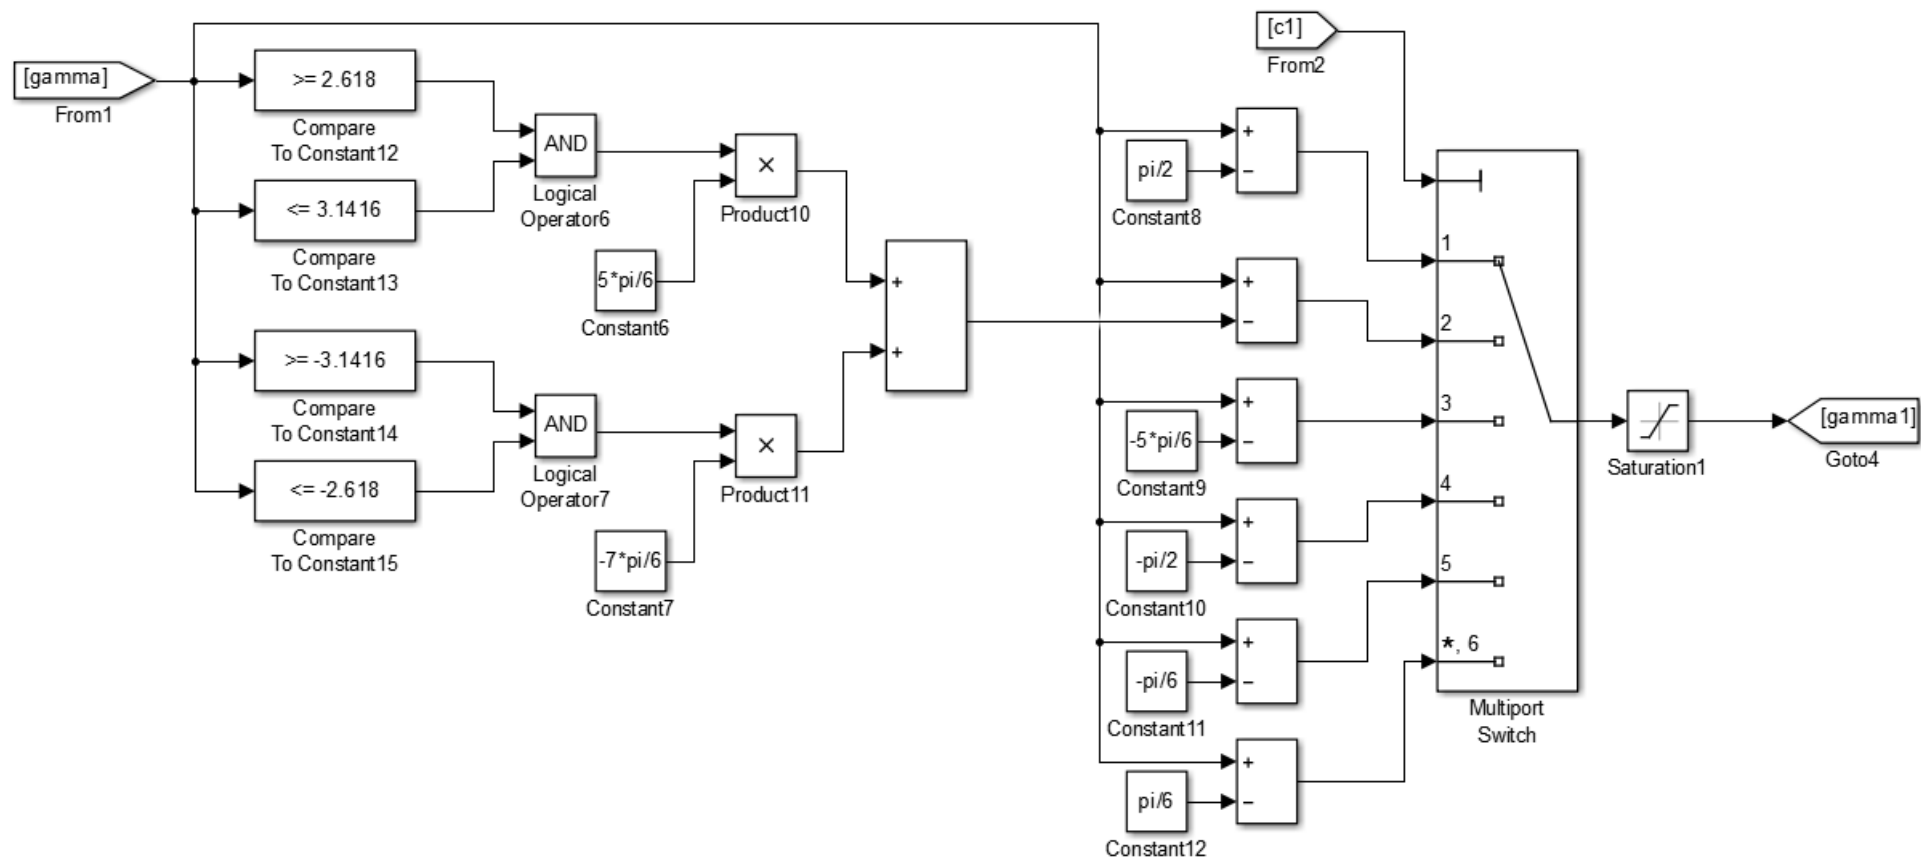 [gamma]
From1
>= 2.618
Compare
To Constant12
<= 3.1416
Compare
To Constant13
>= -3.1416
Compare
To Constant14
<= -2.618
Compare
To Constant15
AND
Logical
Operator6
AND
Logical
Operator7
5*pi/6
Constant6
-7*pi/6
Constant7
×
Product10
×
Product11
+
+
[c1]
From2
+
−
pi/2
Constant8
+
−
+
−
-5*pi/6
Constant9
+
−
-pi/2
Constant10
+
−
-pi/6
Constant11
+
−
pi/6
Constant12
1
2
3
4
5
*, 6
Multiport
Switch
Saturation1
[gamma1]
Goto4